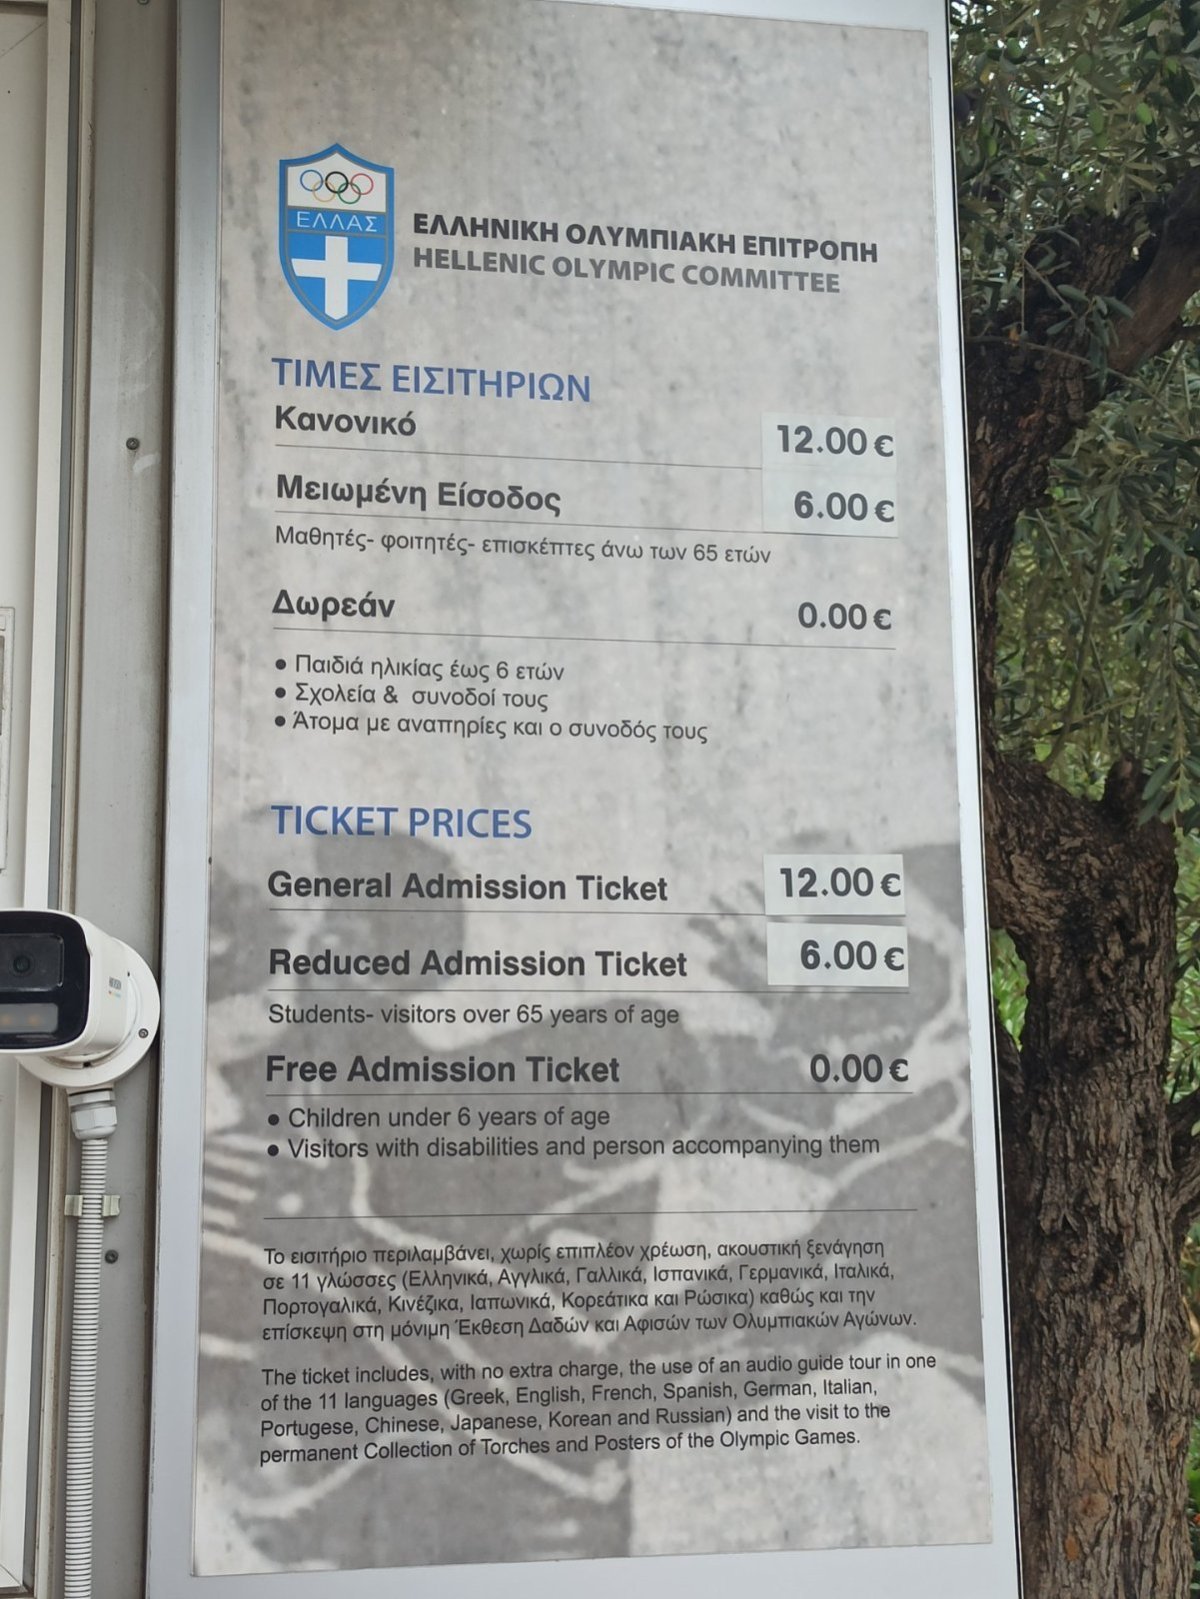 ΕΛΛΑΣ
ΕΛΛΗΝΙΚΗ ΟΛΥΜΠΙΑΚΗ ΕΠΙΤΡΟΠΗ
HELLENIC OLYMPIC COMMITTEE
ΤΙΜΕΣ ΕΙΣΙΤΗΡΙΩΝ
Κανονικό 12.00 €
Μειωμένη Είσοδος 6.00 €
Μαθητές- φοιτητές- επισκέπτες άνω των 65 ετών
Δωρεάν 0.00 €
• Παιδιά ηλικίας έως 6 ετών
• Σχολεία & συνοδοί τους
• Άτομα με αναπηρίες και ο συνοδός τους
TICKET PRICES
General Admission Ticket 12.00 €
Reduced Admission Ticket 6.00 €
Students- visitors over 65 years of age
Free Admission Ticket 0.00 €
• Children under 6 years of age
• Visitors with disabilities and person accompanying them
Το εισιτήριο περιλαμβάνει, χωρίς επιπλέον χρέωση, ακουστική ξενάγηση
σε 11 γλώσσες (Ελληνικά, Αγγλικά, Γαλλικά, Ισπανικά, Γερμανικά, Ιταλικά,
Πορτογαλικά, Κινέζικα, Ιαπωνικά, Κορεάτικα και Ρώσικα) καθώς και την
επίσκεψη στη μόνιμη Έκθεση Δαδών και Αφισών των Ολυμπιακών Αγώνων.
The ticket includes, with no extra charge, the use of an audio guide tour in one
of the 11 languages (Greek, English, French, Spanish, German, Italian,
Portugese, Chinese, Japanese, Korean and Russian) and the visit to the
permanent Collection of Torches and Posters of the Olympic Games.